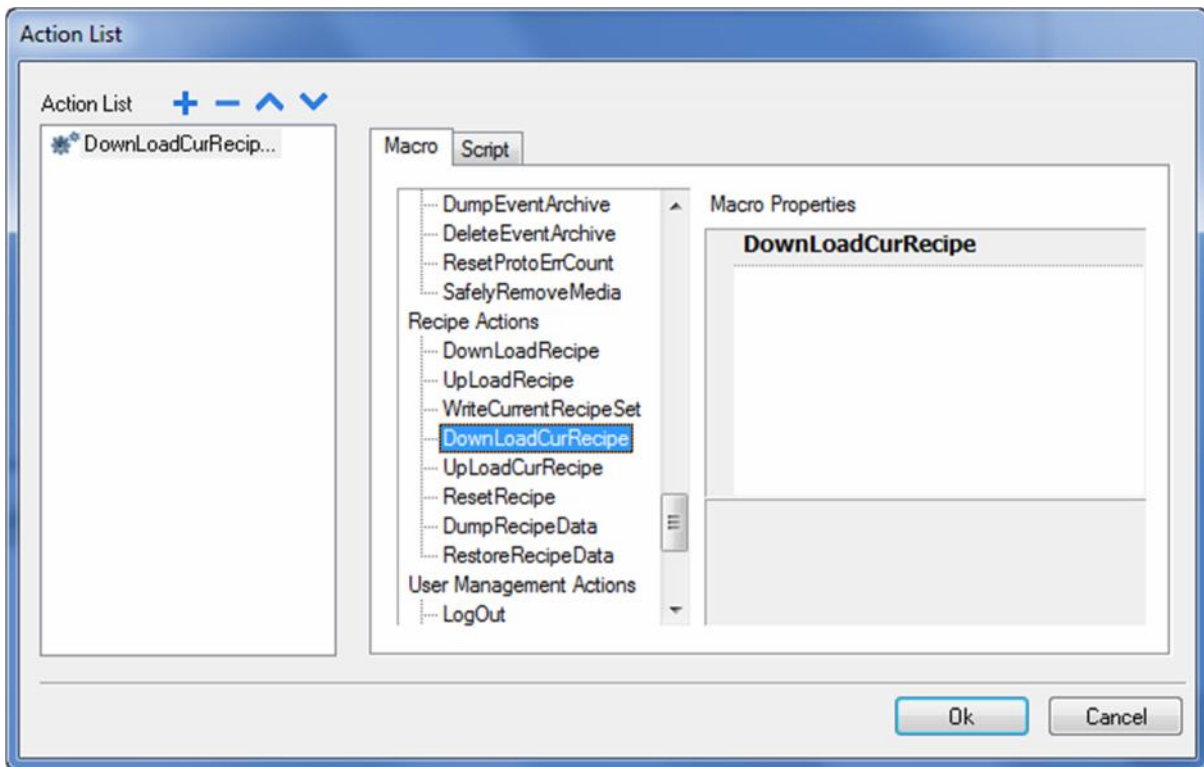 Action List
Action List
DownLoadCurRecip...
Macro
Script
DumpEventArchive
DeleteEventArchive
ResetProtoErrCount
SafelyRemoveMedia
Recipe Actions
DownLoadRecipe
UpLoadRecipe
WriteCurrentRecipeSet
DownLoadCurRecipe
UpLoadCurRecipe
ResetRecipe
DumpRecipeData
RestoreRecipeData
User Management Actions
LogOut
Macro Properties
DownLoadCurRecipe
Ok
Cancel